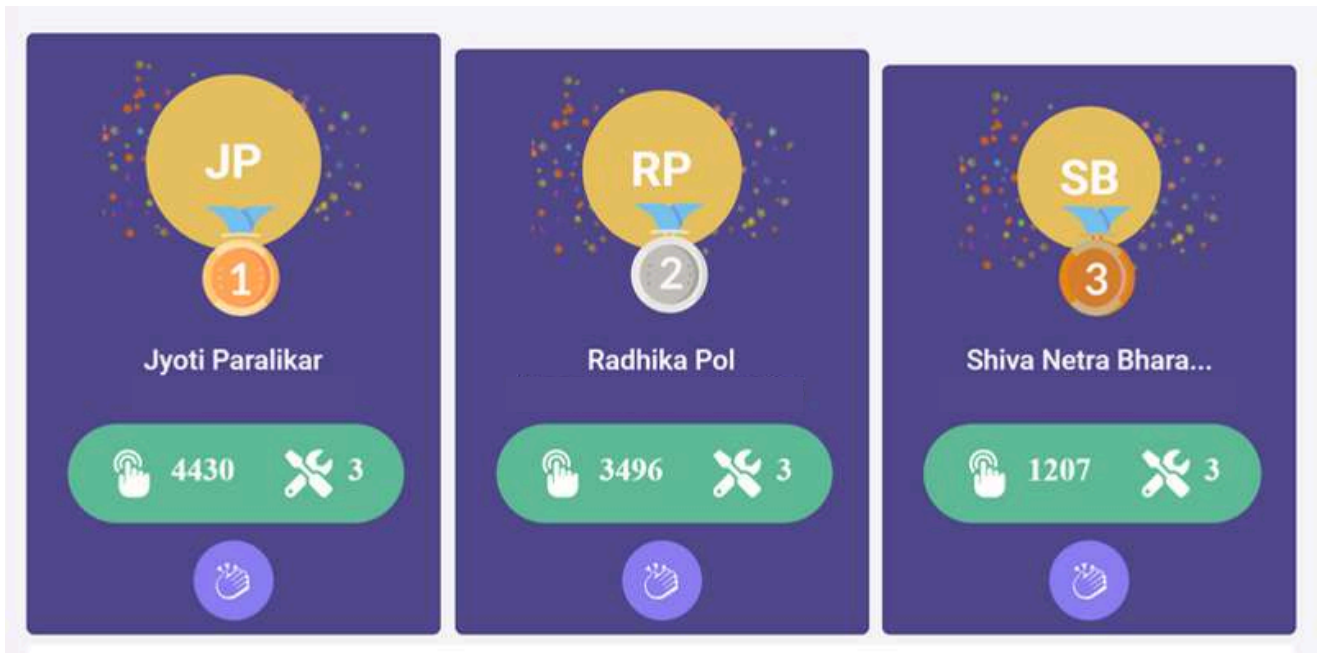 JP
1
Jyoti Paralikar
4430 3
RP
2
Radhika Pol
3496 3
SB
3
Shiva Netra Bhara...
1207 3